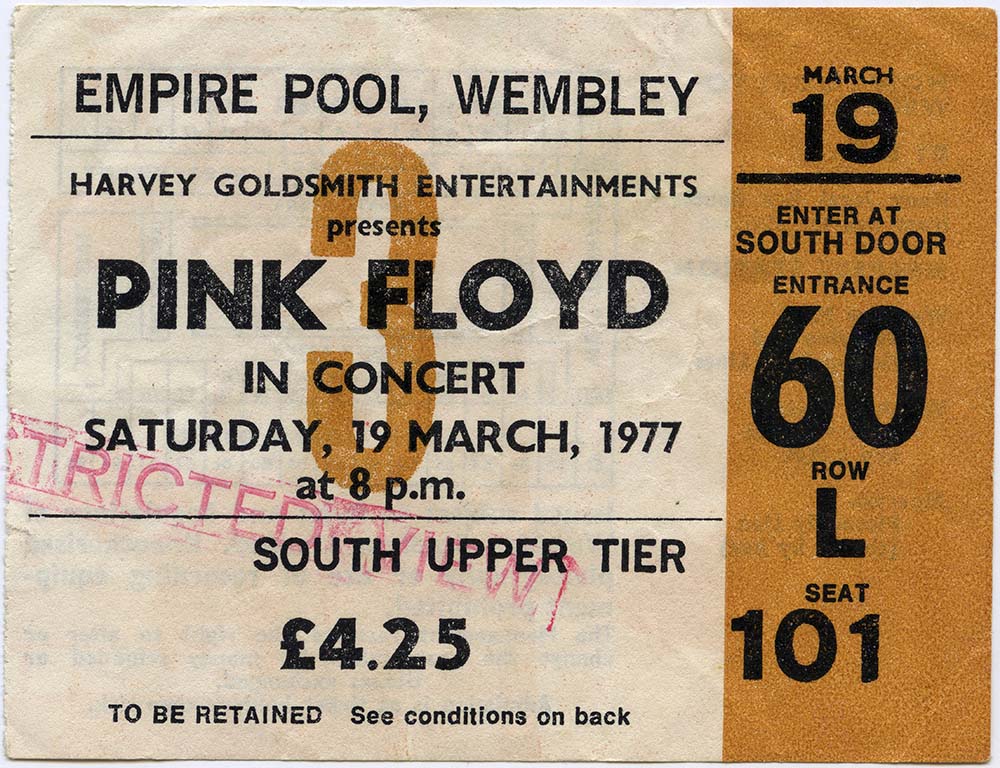 EMPIRE POOL, WEMBLEY
HARVEY GOLDSMITH ENTERTAINMENTS
presents
PINK FLOYD
IN CONCERT
SATURDAY, 19 MARCH, 1977
at 8 p.m.
3
STRICTED VIEW
SOUTH UPPER TIER
£4.25
TO BE RETAINED See conditions on back
MARCH
19
ENTER AT
SOUTH DOOR
ENTRANCE
60
ROW
L
SEAT
101